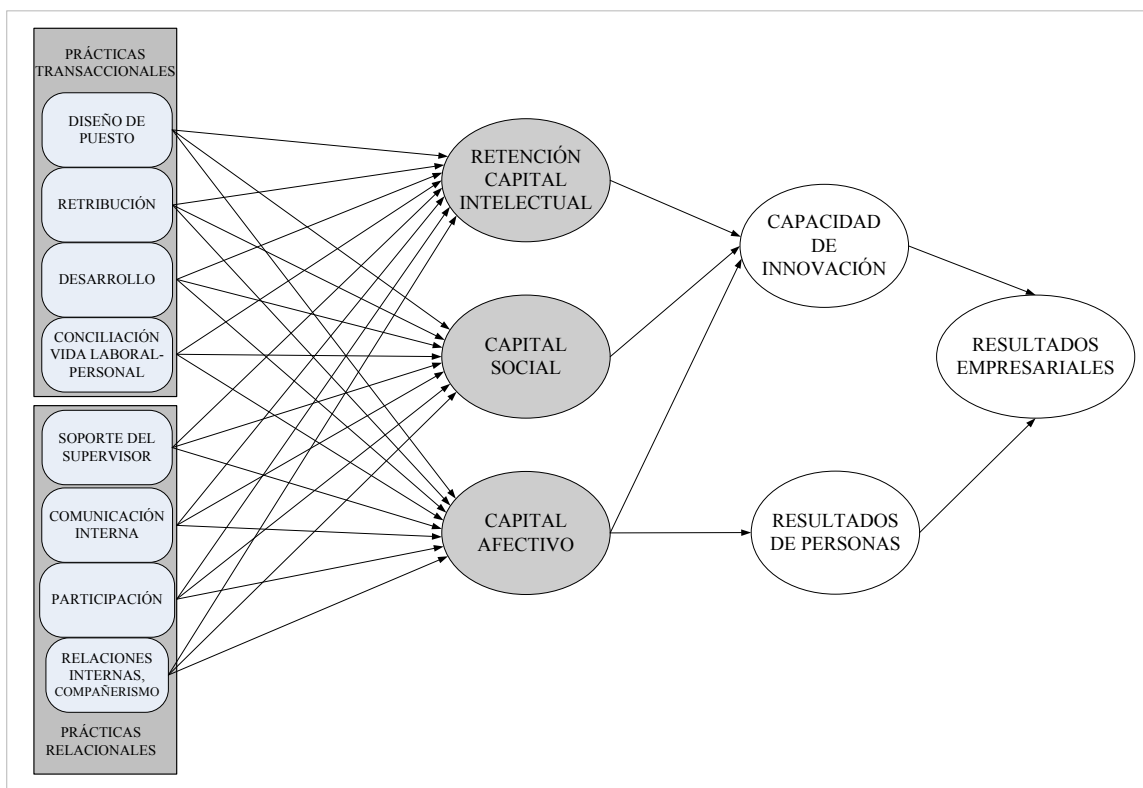 PRÁCTICAS
TRANSACCIONALES
DISEÑO DE
PUESTO
RETRIBUCIÓN
DESARROLLO
CONCILIACIÓN
VIDA LABORAL-
PERSONAL
SOPORTE DEL
SUPERVISOR
COMUNICACIÓN
INTERNA
PARTICIPACIÓN
RELACIONES
INTERNAS,
COMPAÑERISMO
PRÁCTICAS
RELACIONALES
RETENCIÓN
CAPITAL
INTELECTUAL
CAPITAL
SOCIAL
CAPITAL
AFECTIVO
CAPACIDAD
DE
INNOVACIÓN
RESULTADOS
DE PERSONAS
RESULTADOS
EMPRESARIALES